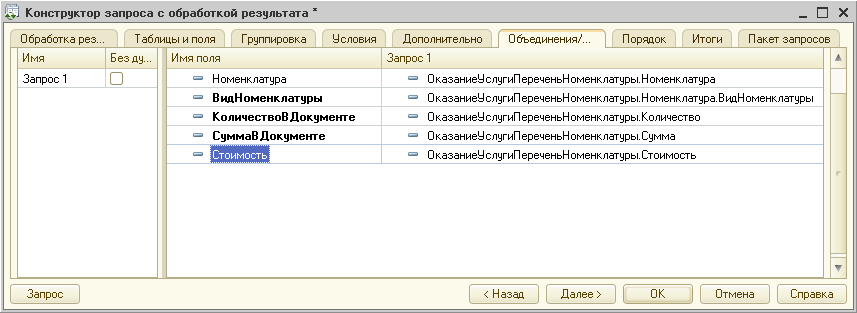 Конструктор запроса с обработкой результата *
Обработка рез... Таблицы и поля Группировка Условия Дополнительно Объединения/... Порядок Итоги Пакет запросов
Имя Без ду... Имя поля Запрос 1
Запрос 1 Номенклатура ОказаниеУслугиПереченьНоменклатуры.Номенклатура
ВидНоменклатуры ОказаниеУслугиПереченьНоменклатуры.Номенклатура.ВидНоменклатуры
КоличествоВДокументе ОказаниеУслугиПереченьНоменклатуры.Количество
СуммаВДокументе ОказаниеУслугиПереченьНоменклатуры.Сумма
Стоимость ОказаниеУслугиПереченьНоменклатуры.Стоимость
Запрос < Назад Далее > OK Отмена Справка